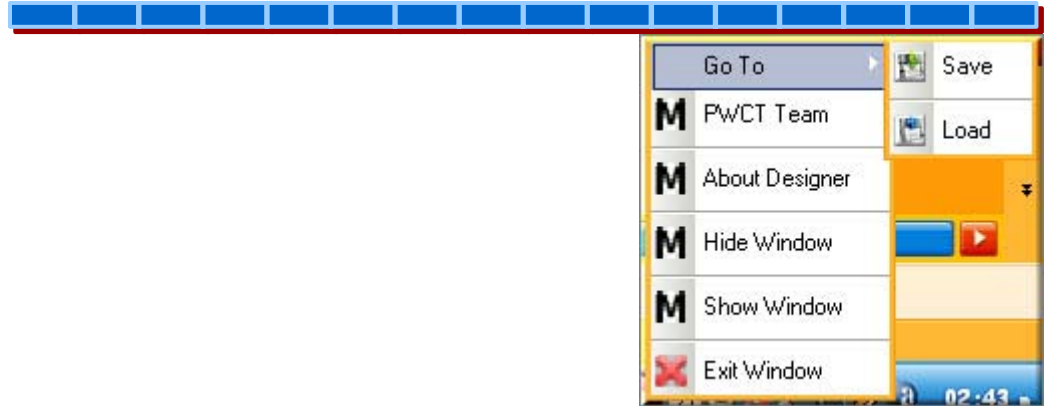 Go To
Save
M PWCT Team
Load
M About Designer
M Hide Window
M Show Window
Exit Window
02:43